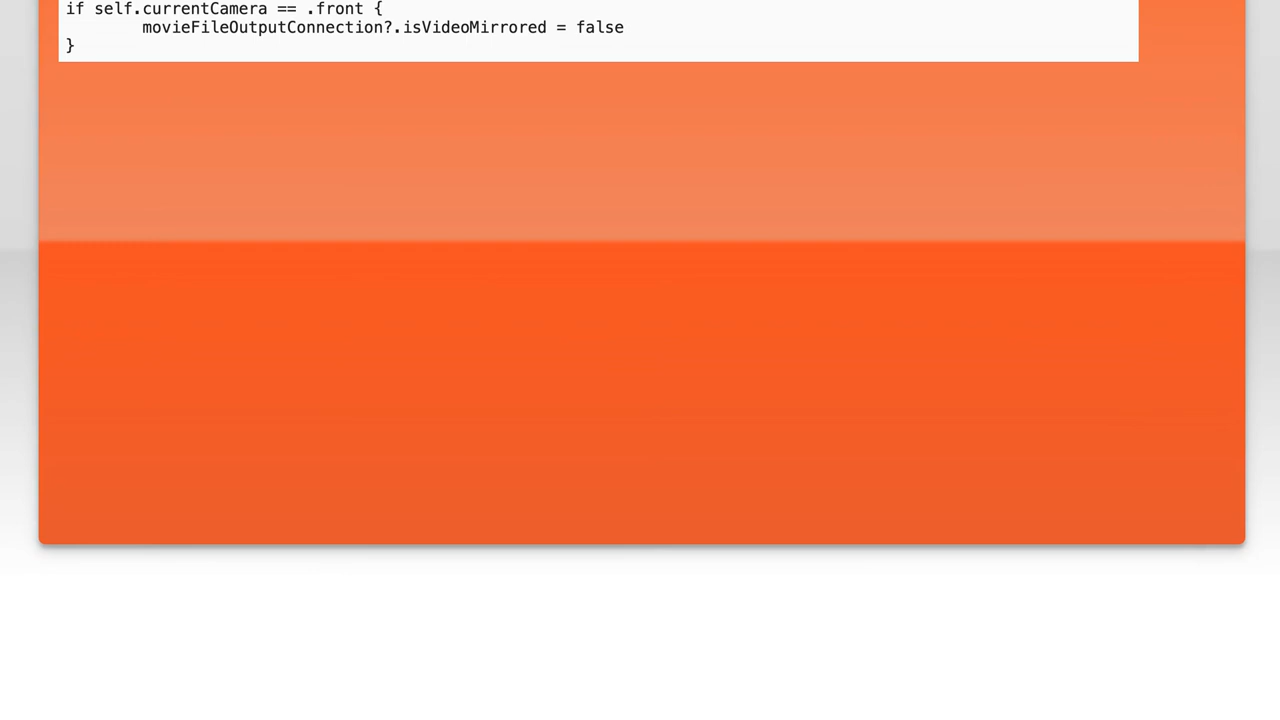 if self.currentCamera == .front {
        movieFileOutputConnection?.isVideoMirrored = false
}